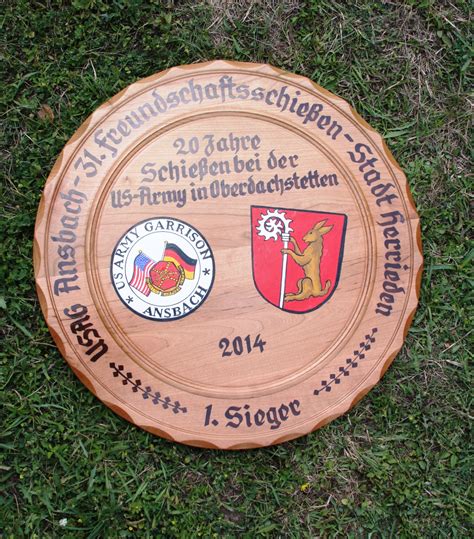 USAG Ansbach - 31. Freundschaftsschießen - Stadt Herrieden
20 Jahre
Schießen bei der
US-Army in Oberdachstetten
US ARMY GARRISON
ANSBACH
2014
1. Sieger